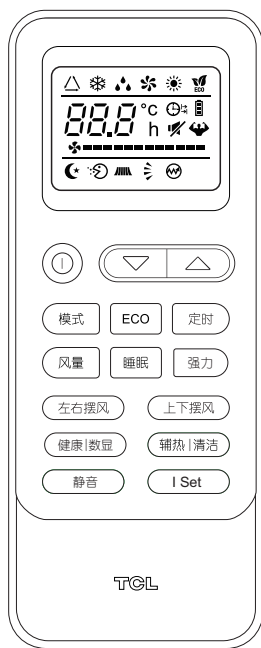 ECO
88.8 °C
h
模式 ECO 定时
风量 睡眠 强力
左右摆风 上下摆风
健康|数显 辅热|清洁
静音 I Set
TCL